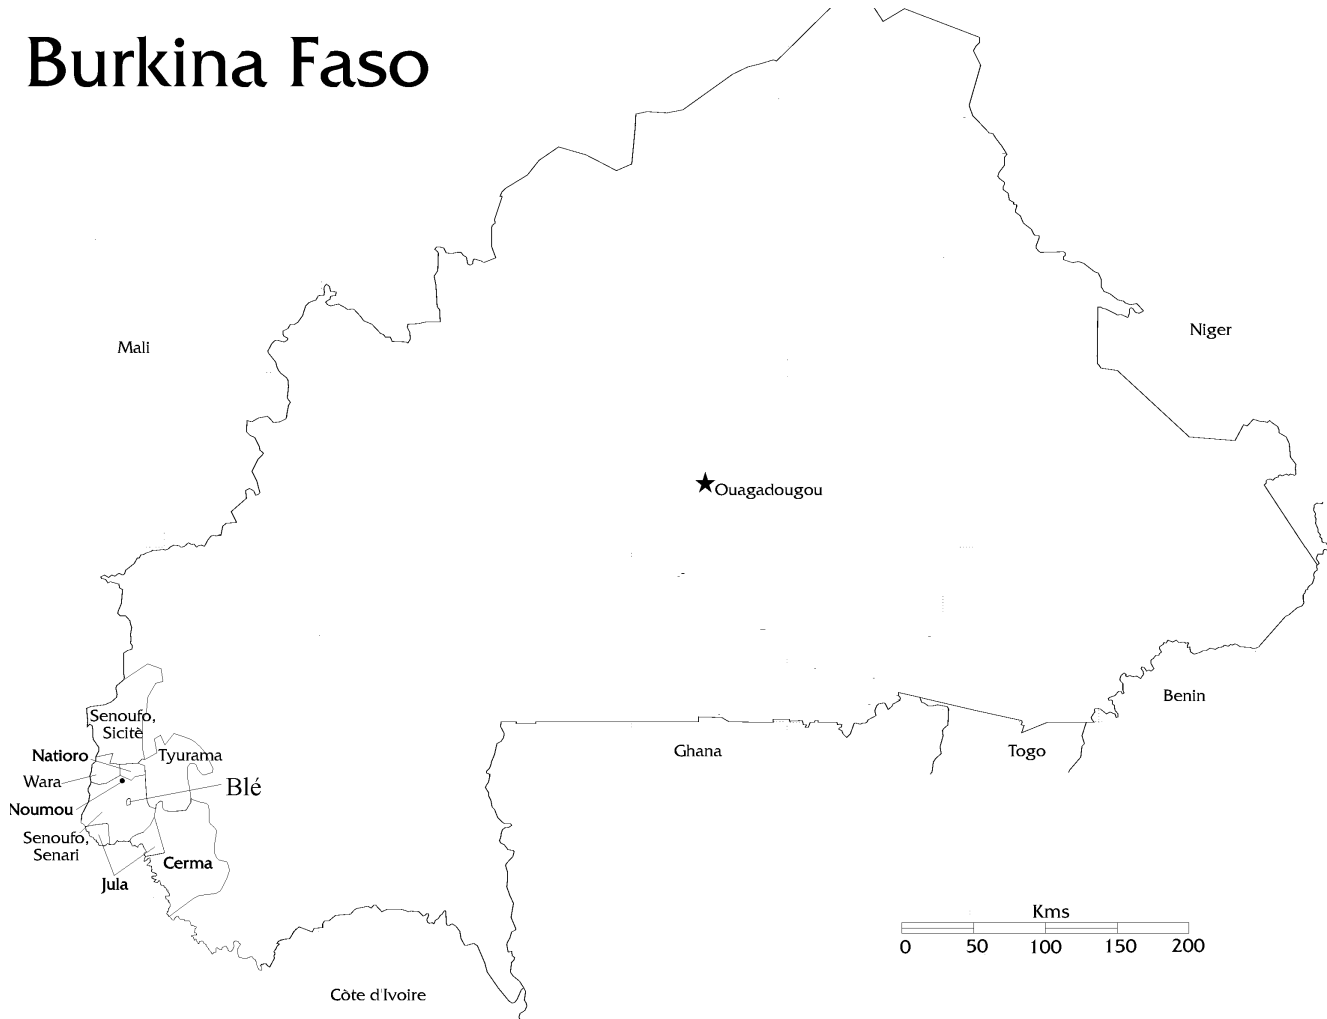 Burkina Faso
Mali
Niger
Ouagadougou
Benin
Senoufo,
Sicitè
Natioro
Tyurama
Ghana
Togo
Wara
Blé
Noumou
Senoufo,
Senari
Cerma
Jula
Kms
0 50 100 150 200
Côte d'Ivoire